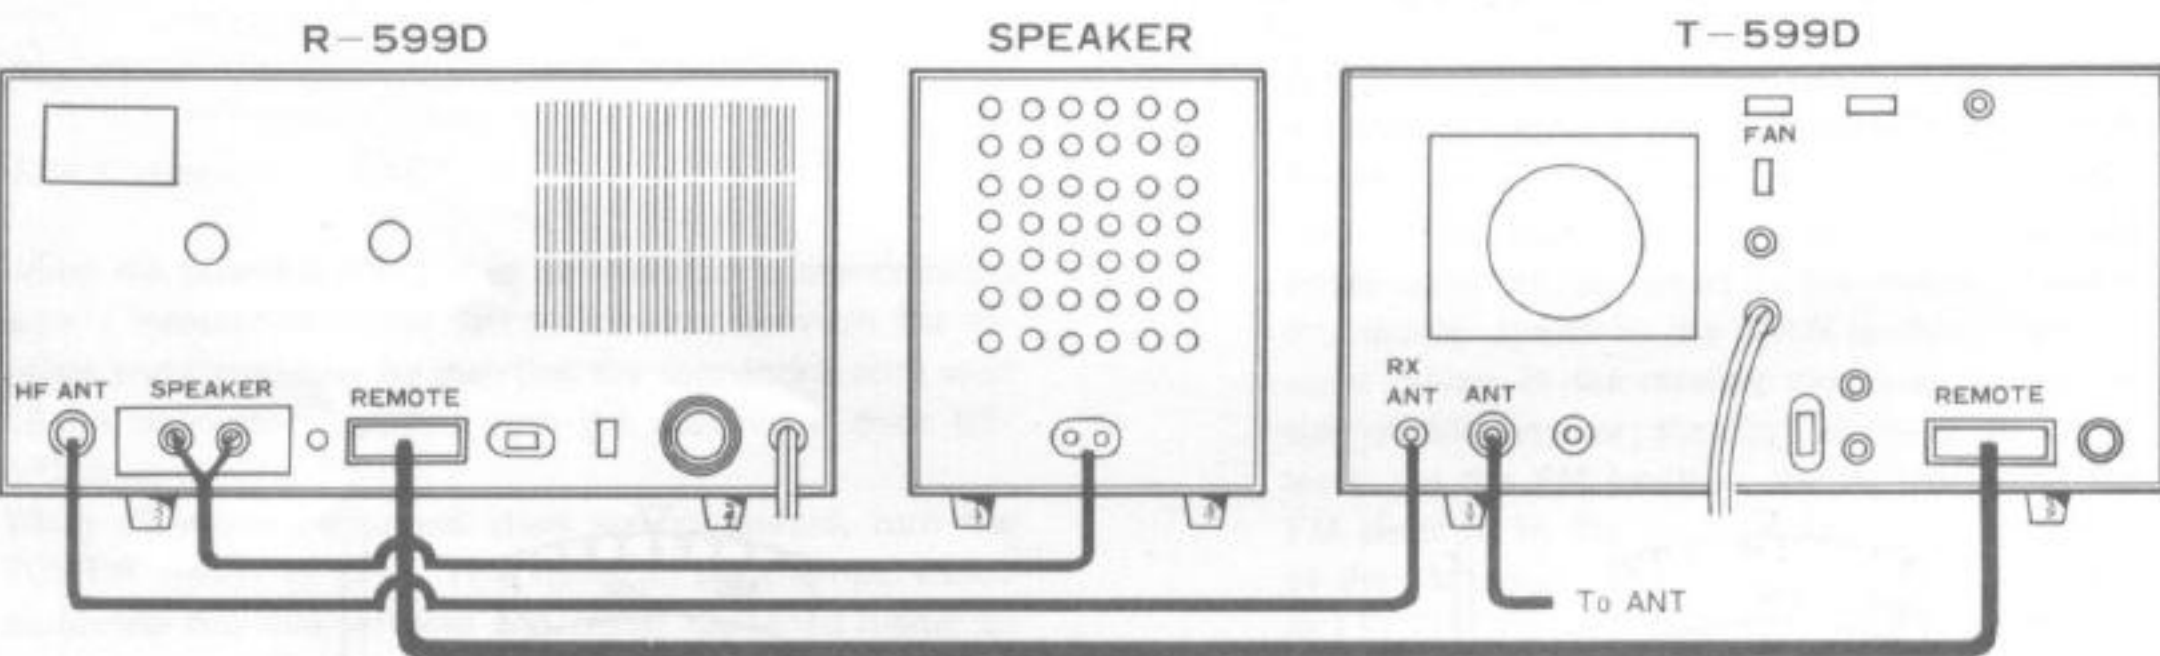 R-599D
SPEAKER
T-599D
HF ANT
SPEAKER
REMOTE
FAN
RX
ANT
ANT
REMOTE
To ANT